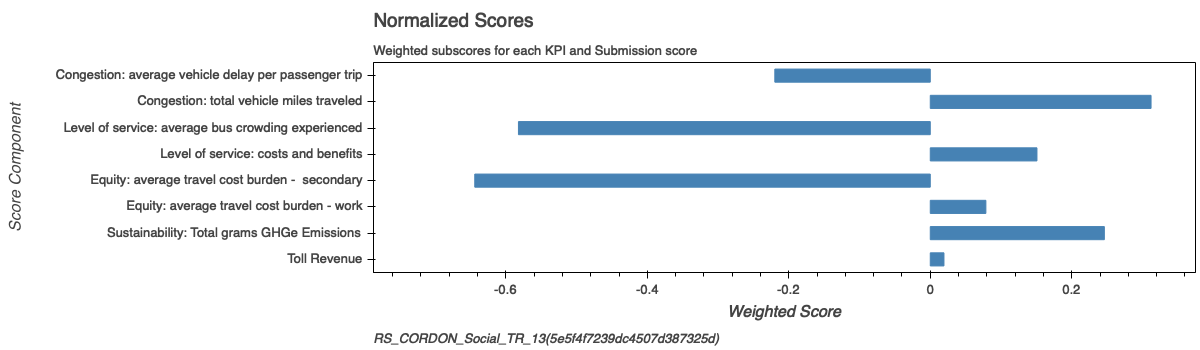 Normalized Scores
Weighted subscores for each KPI and Submission score
Score Component
Congestion: average vehicle delay per passenger trip
Congestion: total vehicle miles traveled
Level of service: average bus crowding experienced
Level of service: costs and benefits
Equity: average travel cost burden -  secondary
Equity: average travel cost burden - work
Sustainability: Total grams GHGe Emissions
Toll Revenue
-0.6 -0.4 -0.2 0 0.2
Weighted Score
RS_CORDON_Social_TR_13(5e5f4f7239dc4507d387325d)